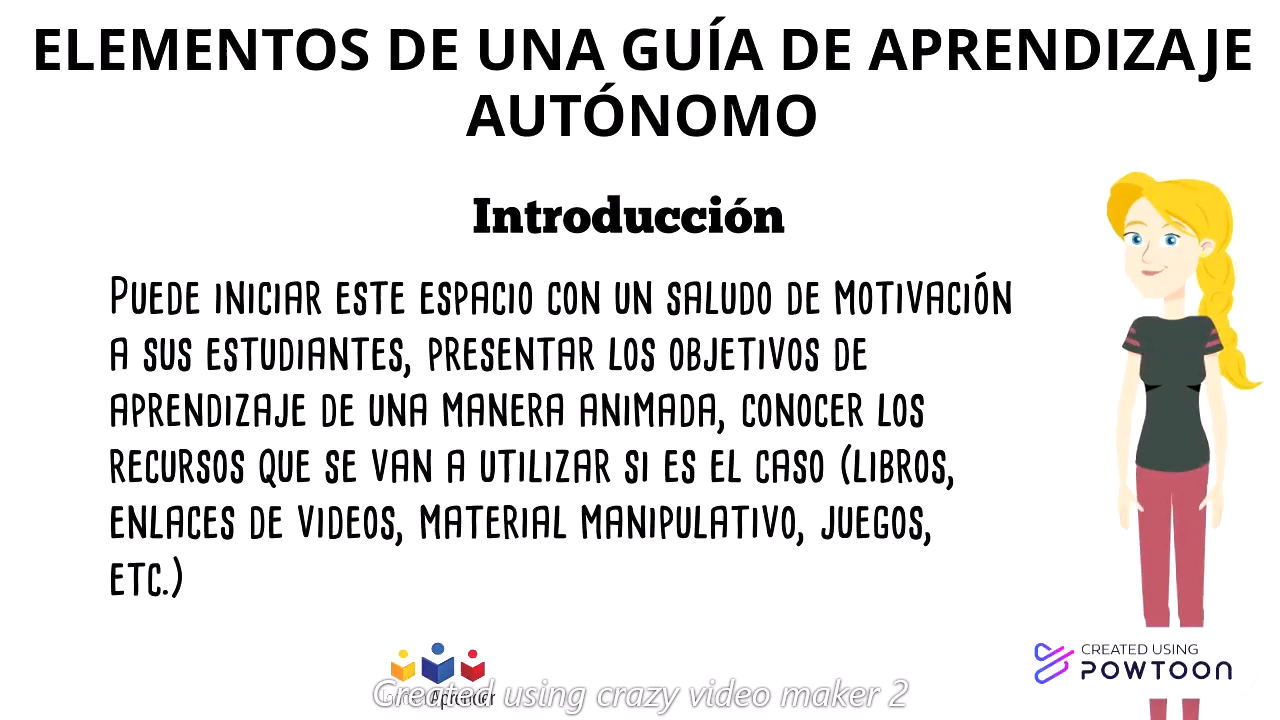 ELEMENTOS DE UNA GUÍA DE APRENDIZAJE
AUTÓNOMO
Introducción
PUEDE INICIAR ESTE ESPACIO CON UN SALUDO DE MOTIVACIÓN
A SUS ESTUDIANTES, PRESENTAR LOS OBJETIVOS DE
APRENDIZAJE DE UNA MANERA ANIMADA, CONOCER LOS
RECURSOS QUE SE VAN A UTILIZAR SI ES EL CASO (LIBROS,
ENLACES DE VIDEOS, MATERIAL MANIPULATIVO, JUEGOS,
ETC.)
CREATED USING
POWTOON
Aprender
Created using crazy video maker 2